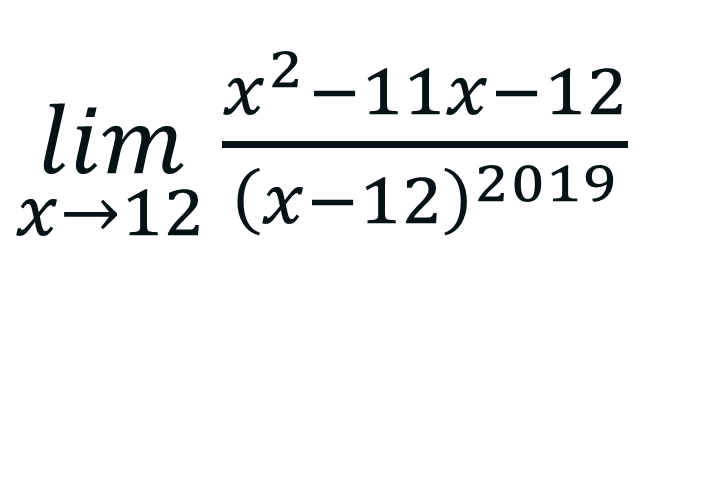 lim x→12 (x² − 11x − 12) / (x−12)²⁰¹⁹